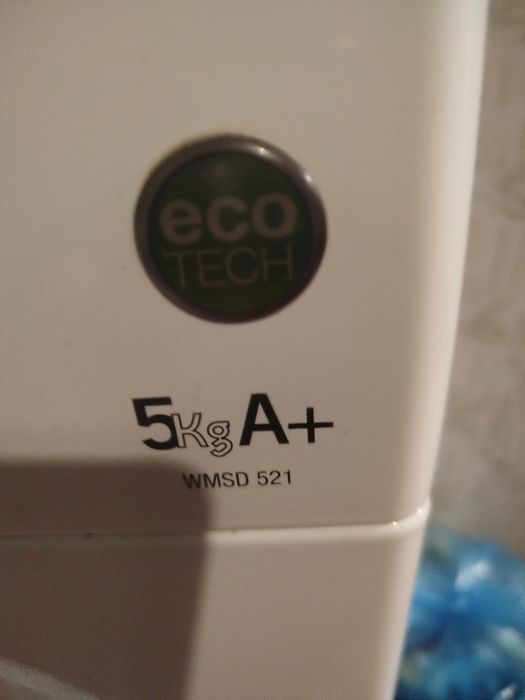 eco
TECH
5Kg A+
WMSD 521